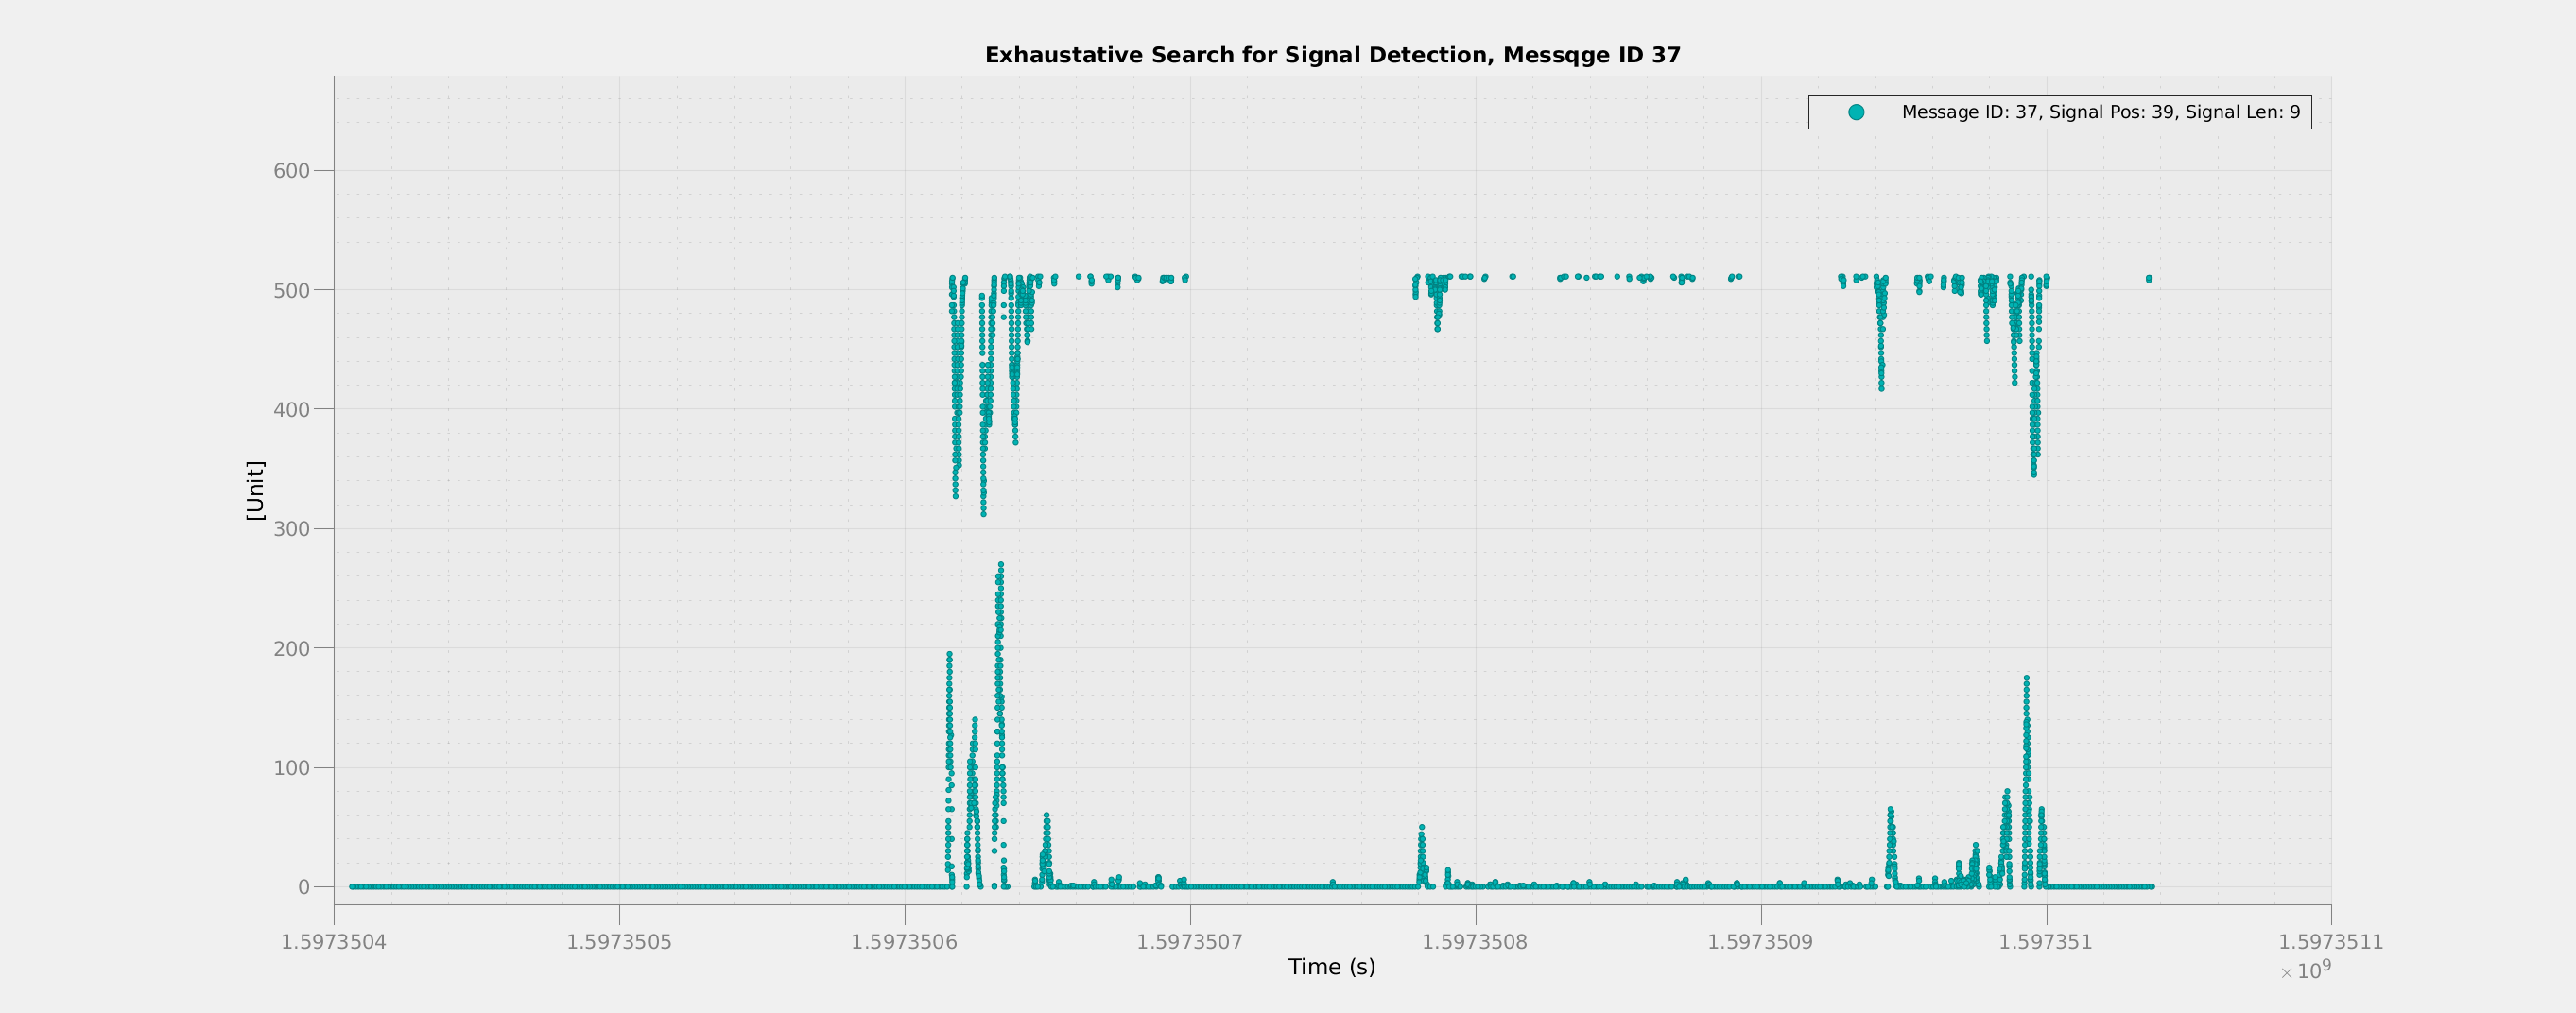 Exhaustative Search for Signal Detection, Messqge ID 37
Message ID: 37, Signal Pos: 39, Signal Len: 9
600
500
400
300
200
100
0
[Unit]
1.5973504 1.5973505 1.5973506 1.5973507 1.5973508 1.5973509 1.597351 1.5973511
Time (s)
× 10⁹